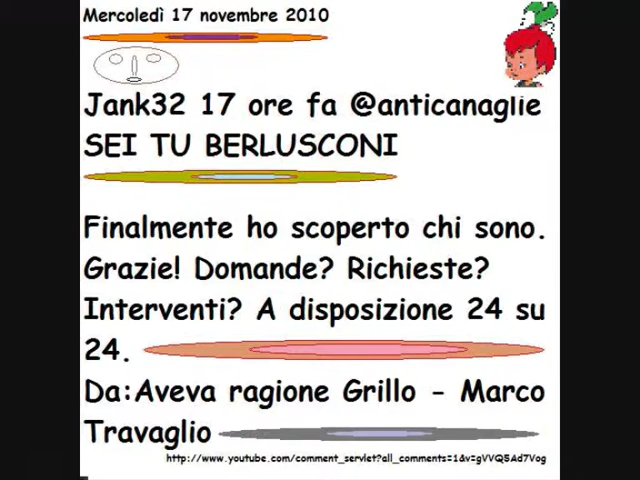 Mercoledì 17 novembre 2010
Jank32 17 ore fa @anticanaglie
SEI TU BERLUSCONI
Finalmente ho scoperto chi sono.
Grazie! Domande? Richieste?
Interventi? A disposizione 24 su
24.
Da:Aveva ragione Grillo - Marco
Travaglio
http://www.youtube.com/comment_servlet?all_comments=1&v=gVVQ5Ad7Vog